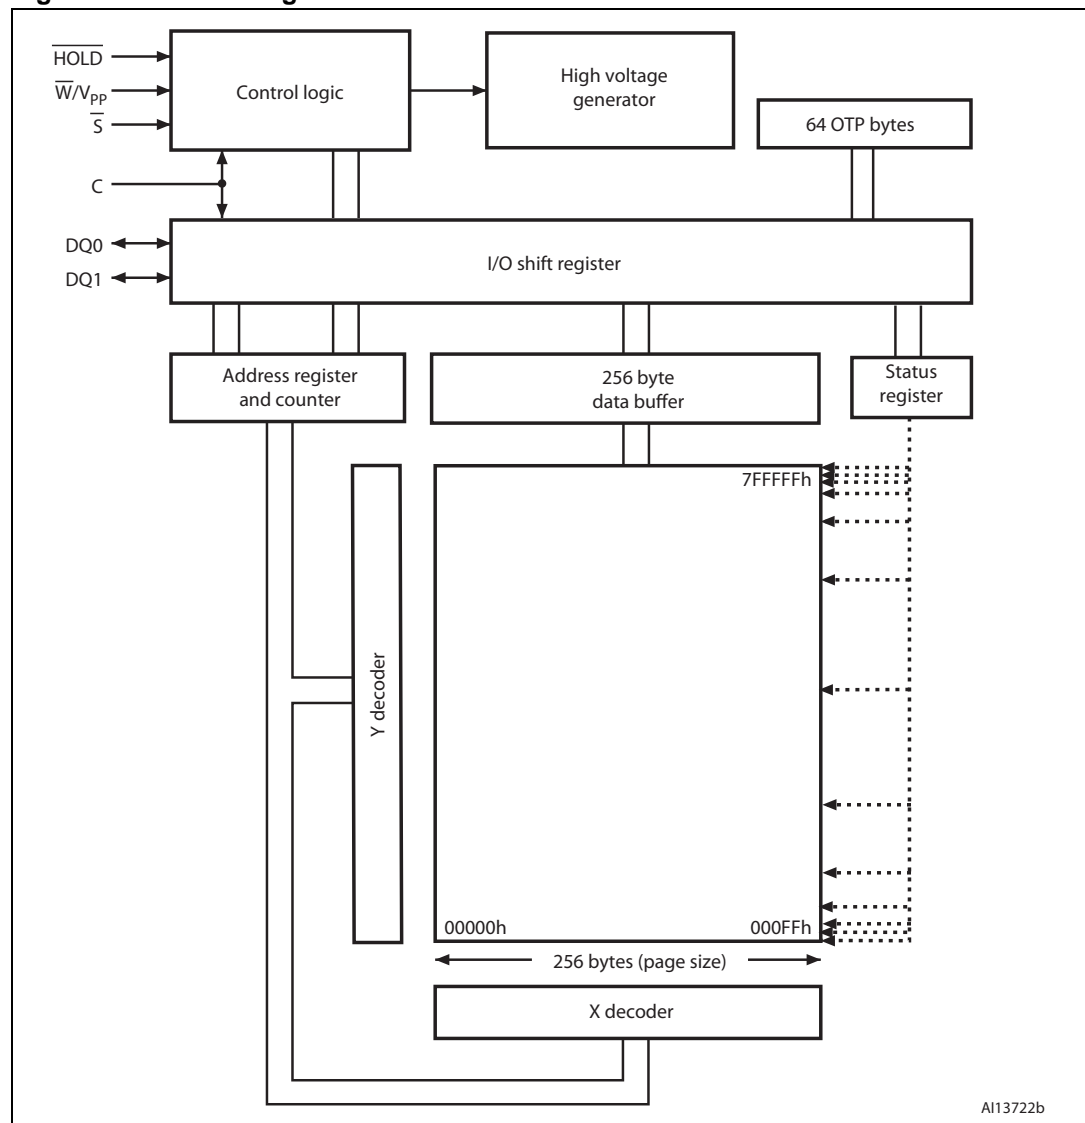 H̅O̅L̅D̅
W̅/VPP
S̅
Control logic
High voltage
generator
64 OTP bytes
C
DQ0
DQ1
I/O shift register
Address register
and counter
256 byte
data buffer
Status
register
7FFFFFh
Y decoder
00000h
000FFh
256 bytes (page size)
X decoder
AI13722b